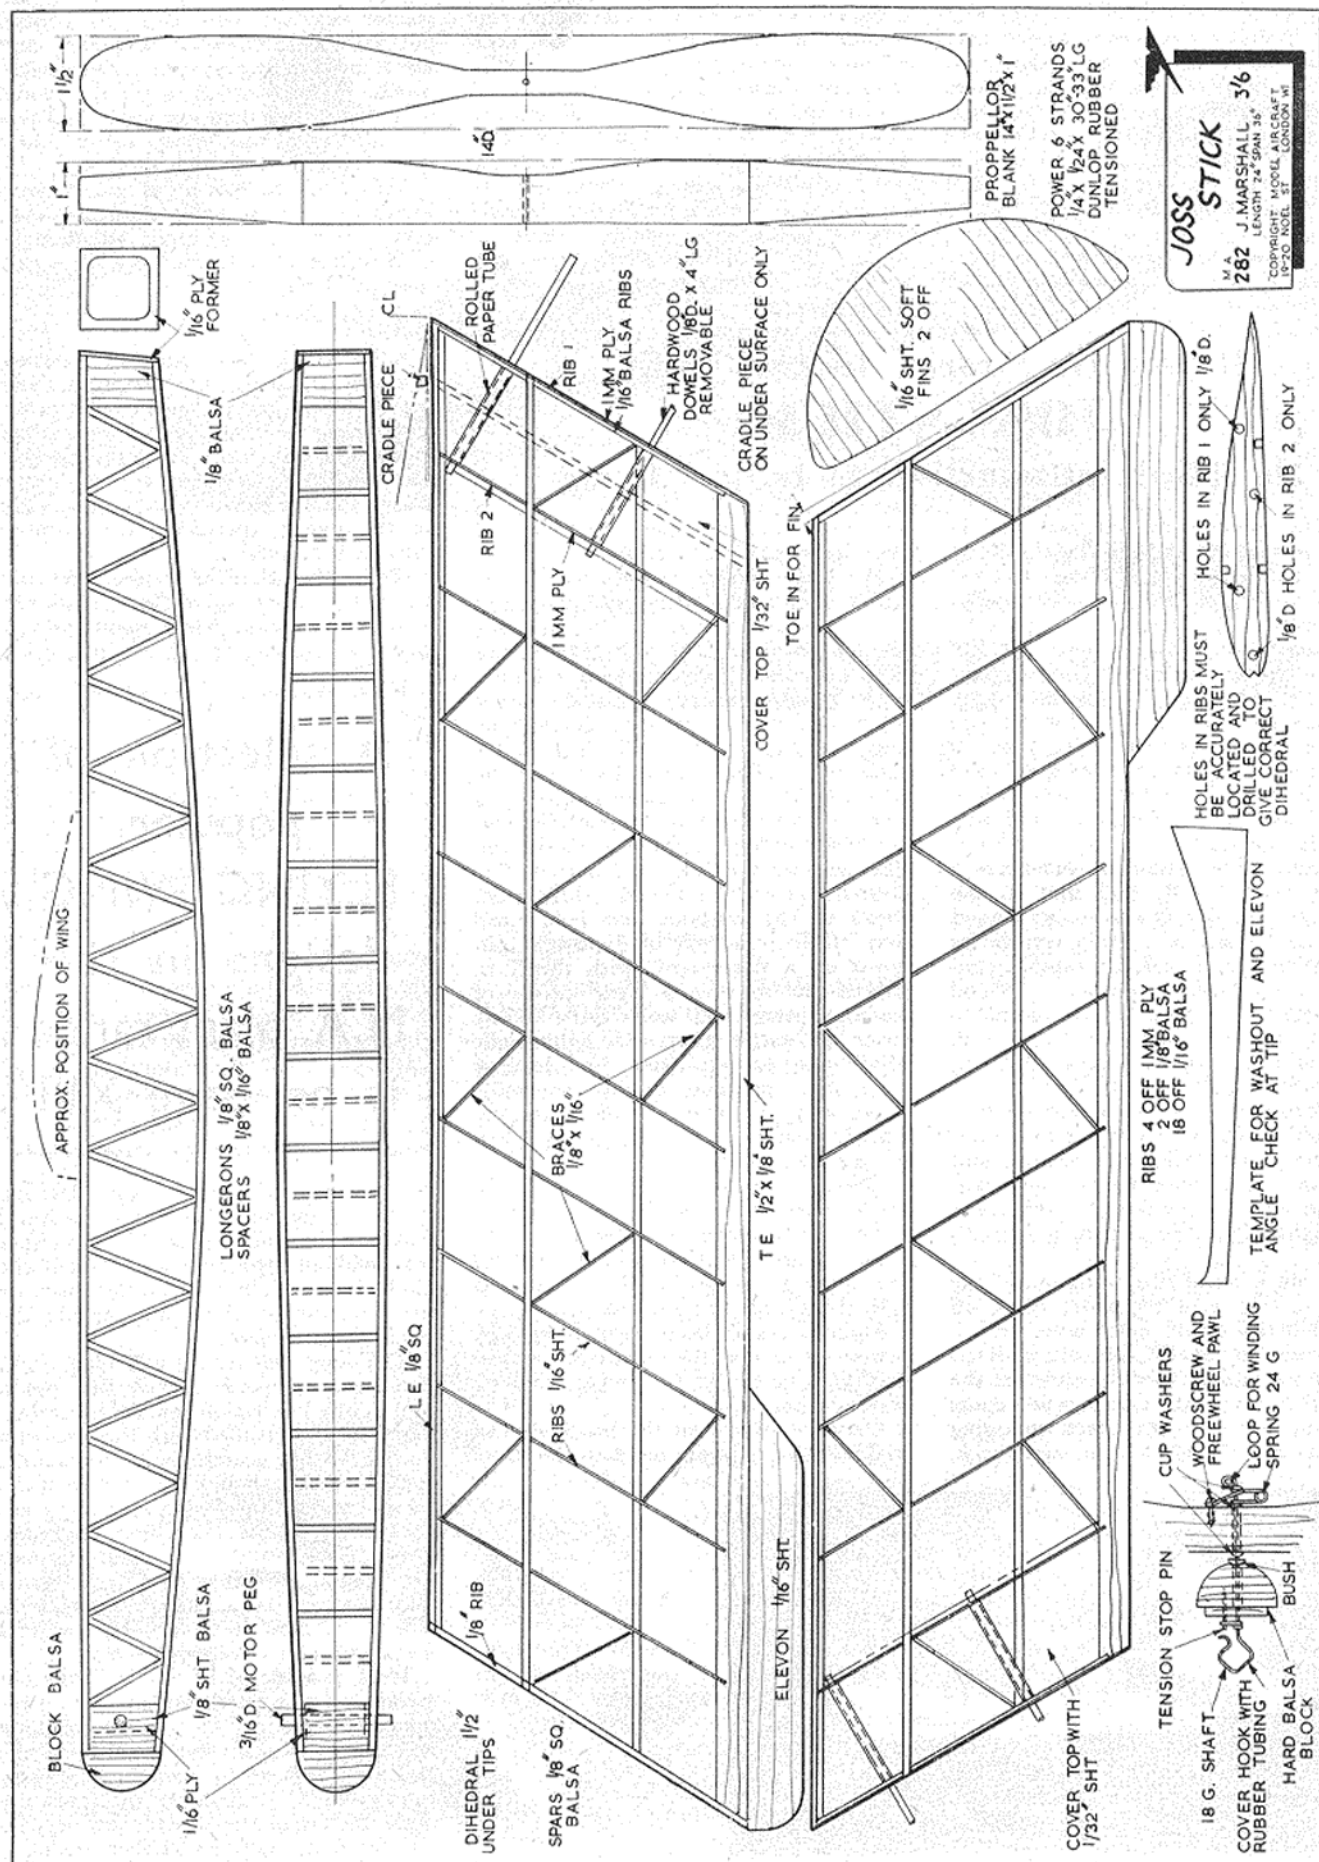 1 1/2"
14"D
1"
PROPPELLOR
BLANK 14"x1 1/2"x1"
POWER 6 STRANDS
1/4" x 1/24" x 30"-33" LG
DUNLOP RUBBER
TENSIONED
JOSS
STICK
M A
282 J.MARSHALL 3/6
LENGTH 24" SPAN 36"
COPYRIGHT MODEL AIRCRAFT
19-20 NOEL ST LONDON W1
1/16" PLY
FORMER
1/8" BALSA
APPROX. POSITION OF WING
LONGERONS 1/8" SQ. BALSA
SPACERS 1/8" x 1/16" BALSA
BLOCK BALSA
1/8" SHT BALSA
1/16" PLY
3/16" D. MOTOR PEG
CRADLE PIECE
CL
ROLLED
PAPER TUBE
RIB 1
1MM PLY
1/16" BALSA RIBS
HARDWOOD
DOWELS 1/8"D. x 4" LG
REMOVABLE
CRADLE PIECE
ON UNDER SURFACE ONLY
RIB 2
1 MM PLY
COVER TOP 1/32" SHT.
L E 1/8" SQ
BRACES
1/8" x 1/16"
RIBS 1/16" SHT.
1/8" RIB
T E 1/2" x 1/8" SHT.
DIHEDRAL 1 1/2"
UNDER TIPS
SPARS 1/8" SQ.
BALSA
ELEVON 1/16" SHT.
TOE IN FOR FIN
1/16" SHT. SOFT
FINS 2 OFF
COVER TOP WITH
1/32" SHT
RIBS 4 OFF 1MM PLY
2 OFF 1/8" BALSA
18 OFF 1/16" BALSA
HOLES IN RIBS MUST
BE ACCURATELY
LOCATED AND
DRILLED TO
GIVE CORRECT
DIHEDRAL
HOLES IN RIB 1 ONLY 1/8"D.
1/8"D HOLES IN RIB 2 ONLY
TEMPLATE FOR WASHOUT AND ELEVON
ANGLE CHECK AT TIP
TENSION STOP PIN
CUP WASHERS
WOODSCREW AND
FREEWHEEL PAWL
LOOP FOR WINDING
SPRING 24 G
18 G. SHAFT
COVER HOOK WITH
RUBBER TUBING
HARD BALSA
BLOCK
BUSH